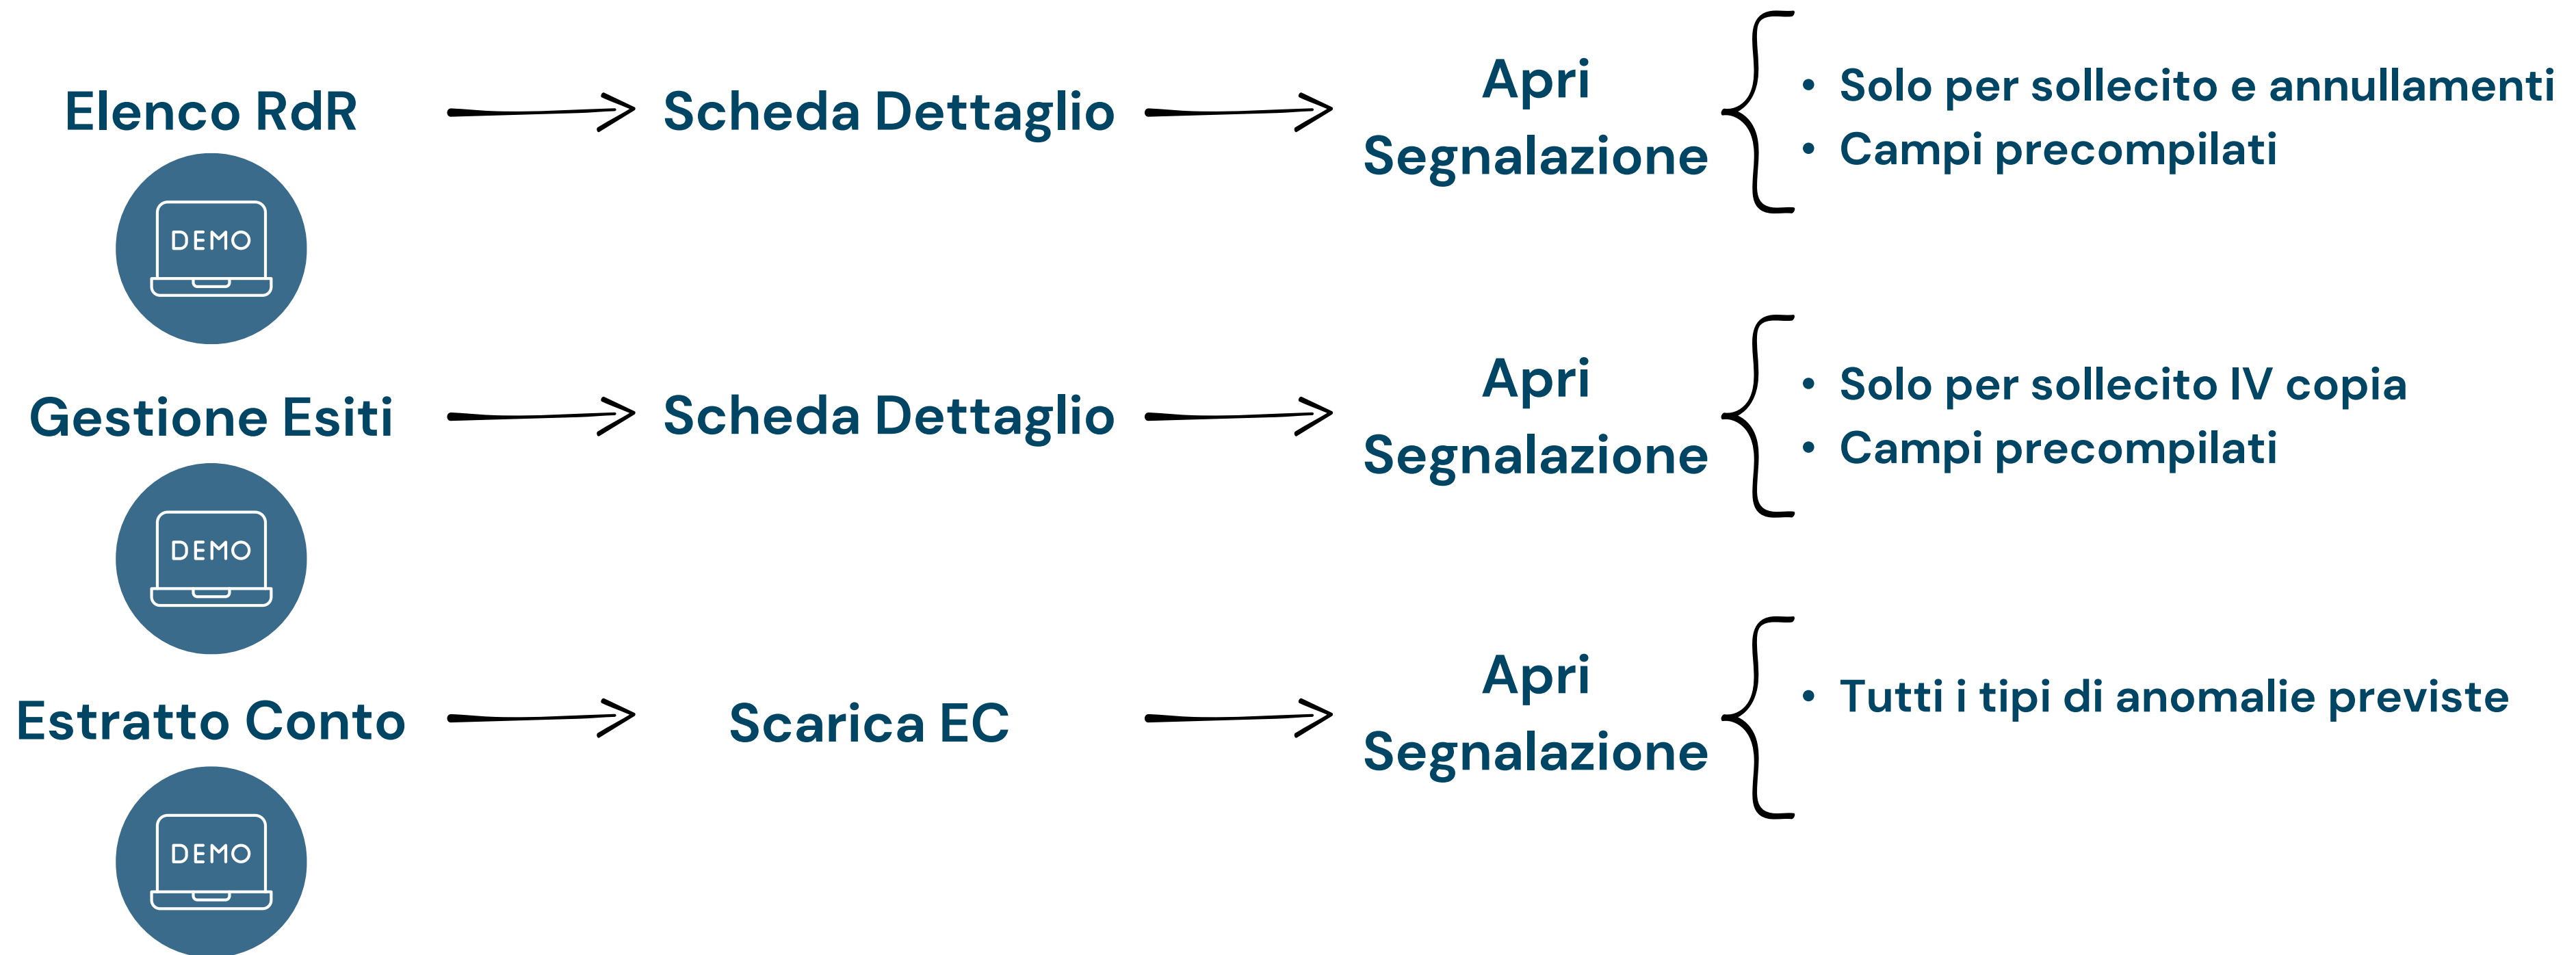 Elenco RdR
Scheda Dettaglio
Apri
Segnalazione
• Solo per sollecito e annullamenti
• Campi precompilati
DEMO
Gestione Esiti
Scheda Dettaglio
Apri
Segnalazione
• Solo per sollecito IV copia
• Campi precompilati
DEMO
Estratto Conto
Scarica EC
Apri
Segnalazione
• Tutti i tipi di anomalie previste
DEMO